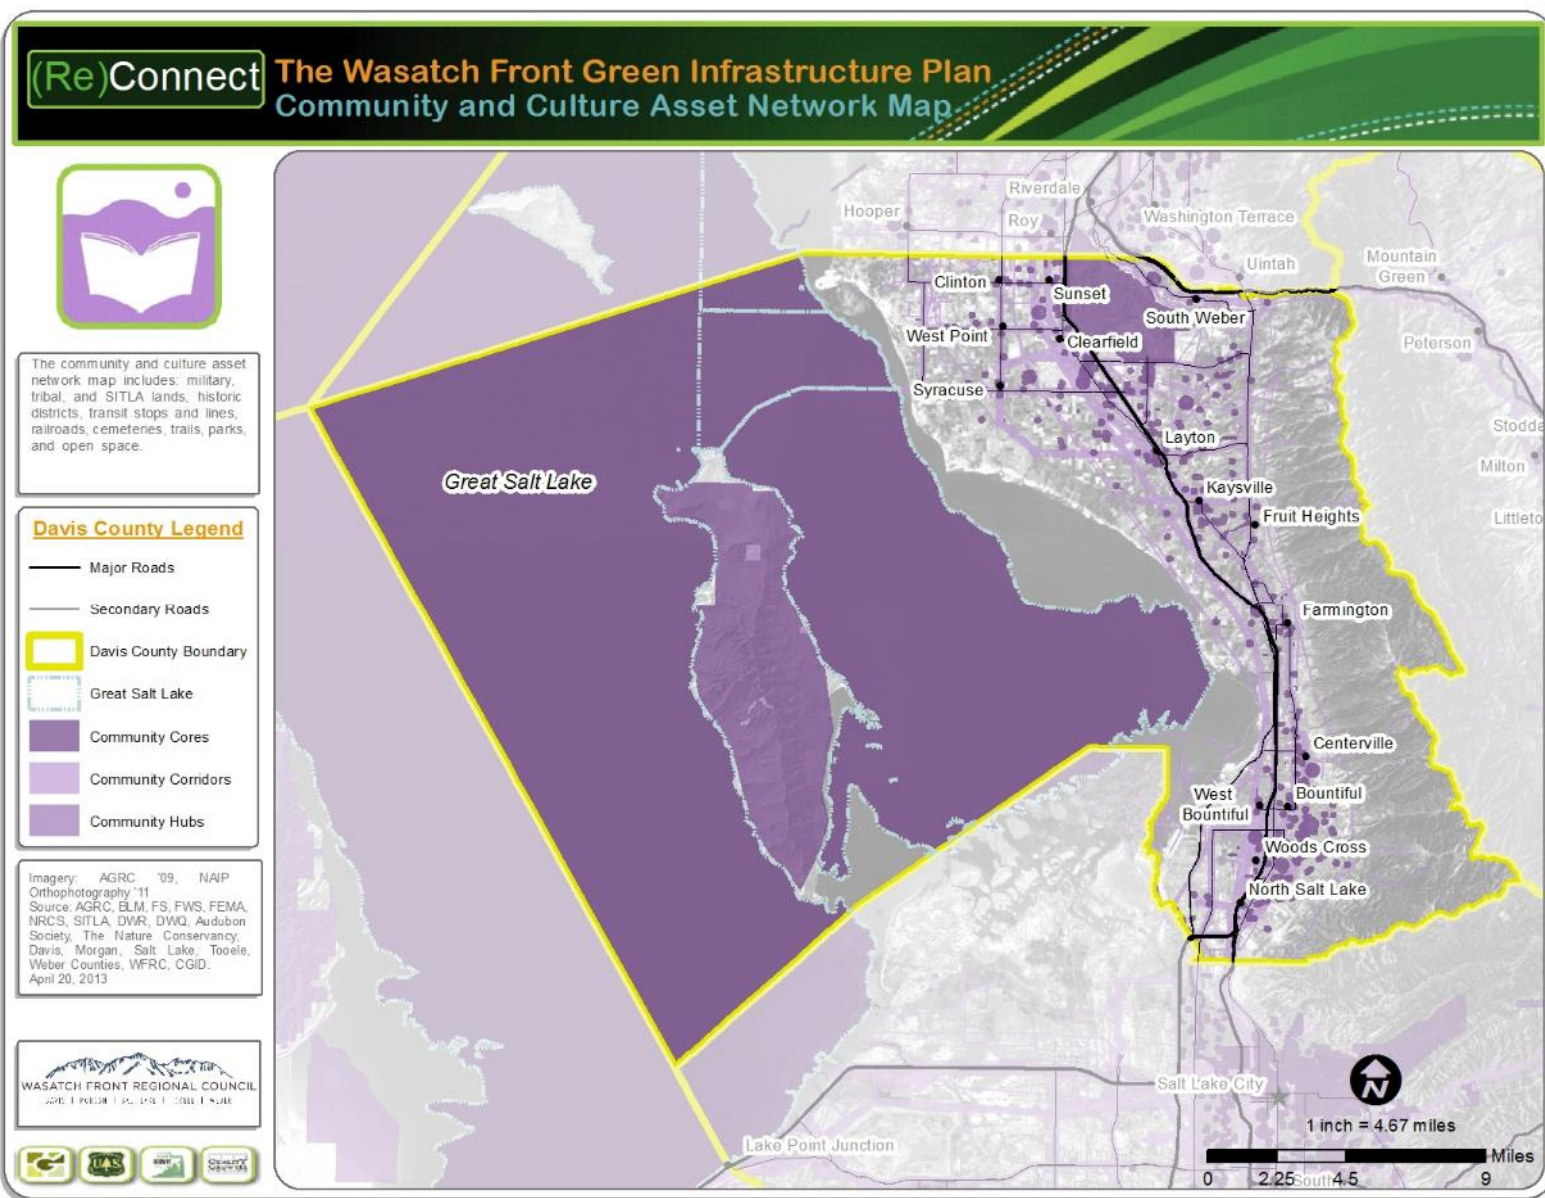 (Re)Connect
The Wasatch Front Green Infrastructure Plan
Community and Culture Asset Network Map
The community and culture asset
network map includes: military,
tribal, and SITLA lands, historic
districts, transit stops and lines,
railroads, cemeteries, trails, parks,
and open space.
Davis County Legend
Major Roads
Secondary Roads
Davis County Boundary
Great Salt Lake
Community Cores
Community Corridors
Community Hubs
Imagery: AGRC '09, NAIP
Orthophotography '11
Source: AGRC, BLM, FS, FWS, FEMA,
NRCS, SITLA, DWR, DWQ, Audubon
Society, The Nature Conservancy,
Davis, Morgan, Salt Lake, Tooele,
Weber Counties, WFRC, CGID.
April 20, 2013
WASATCH FRONT REGIONAL COUNCIL
UAS
Riverdale
Hooper
Roy
Washington Terrace
Uintah
Mountain
Green
Clinton
Sunset
South Weber
West Point
Clearfield
Peterson
Syracuse
Stodda
Layton
Milton
Great Salt Lake
Kaysville
Fruit Heights
Littleto
Farmington
Centerville
West
Bountiful
Bountiful
Woods Cross
North Salt Lake
Salt Lake City
Lake Point Junction
N
1 inch = 4.67 miles
Miles
0 2.25 4.5 9
South